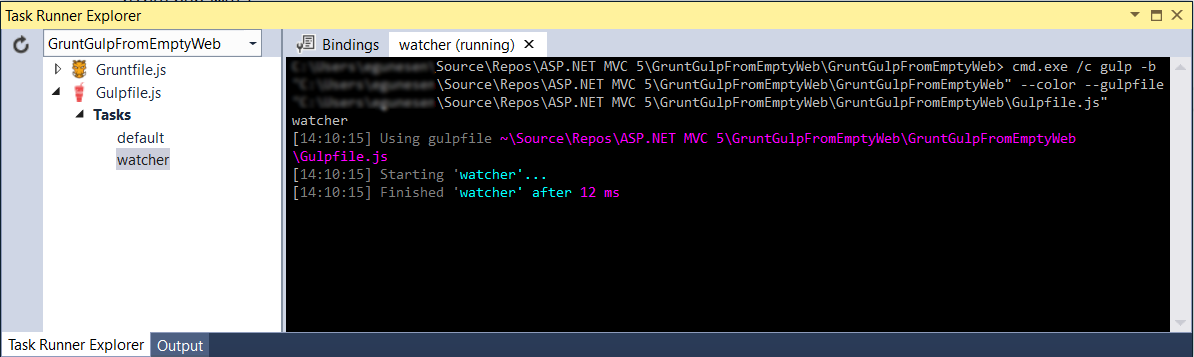 Task Runner Explorer
GruntGulpFromEmptyWeb
Gruntfile.js
Gulpfile.js
Tasks
default
watcher
Bindings
watcher (running)
\Source\Repos\ASP.NET MVC 5\GruntGulpFromEmptyWeb\GruntGulpFromEmptyWeb> cmd.exe /c gulp -b
\Source\Repos\ASP.NET MVC 5\GruntGulpFromEmptyWeb\GruntGulpFromEmptyWeb" --color --gulpfile
\Source\Repos\ASP.NET MVC 5\GruntGulpFromEmptyWeb\GruntGulpFromEmptyWeb\Gulpfile.js"
watcher
[14:10:15] Using gulpfile ~\Source\Repos\ASP.NET MVC 5\GruntGulpFromEmptyWeb\GruntGulpFromEmptyWeb
\Gulpfile.js
[14:10:15] Starting 'watcher'...
[14:10:15] Finished 'watcher' after 12 ms
Task Runner Explorer
Output